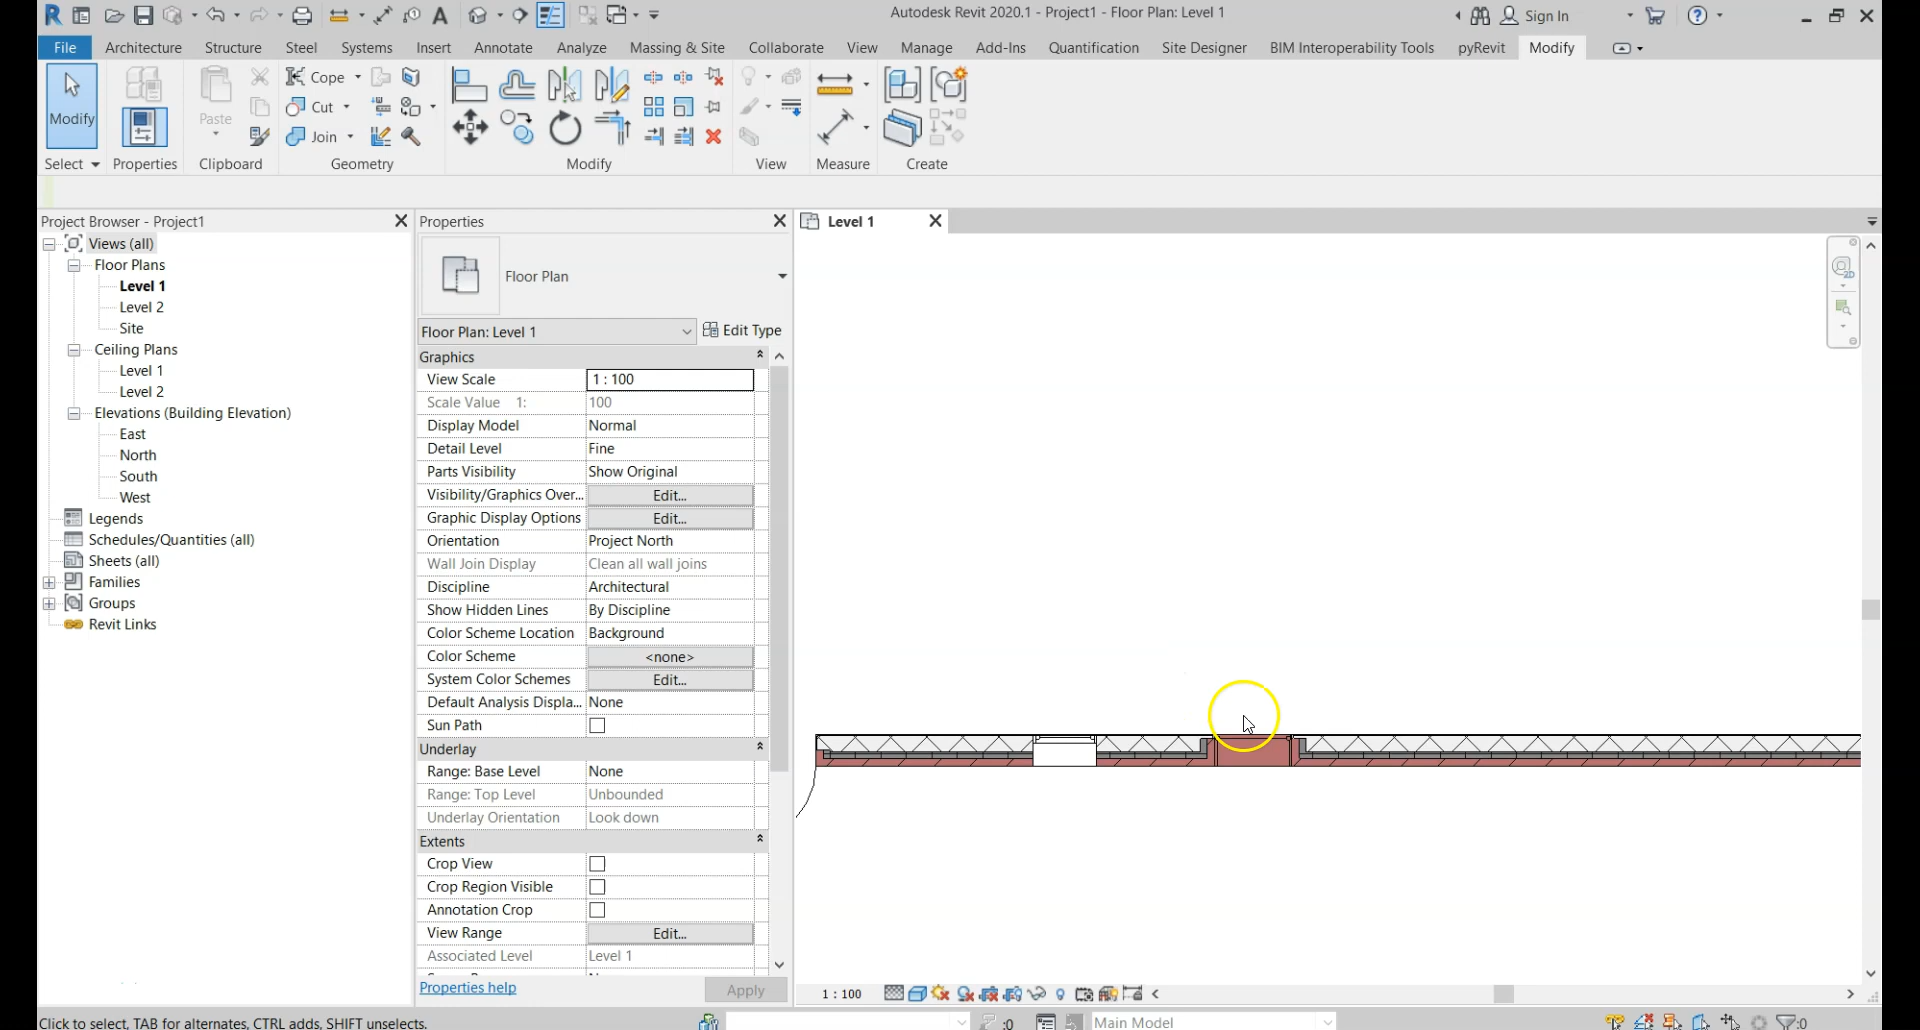 Autodesk Revit 2020.1 - Project1 - Floor Plan: Level 1
Sign In
File Architecture Structure Steel Systems Insert Annotate Analyze Massing & Site Collaborate View Manage Add-Ins Quantification Site Designer BIM Interoperability Tools pyRevit Modify
Modify
Paste
Cope
Cut
Join
Select Properties Clipboard Geometry Modify View Measure Create
Project Browser - Project1
Views (all)
Floor Plans
Level 1
Level 2
Site
Ceiling Plans
Level 1
Level 2
Elevations (Building Elevation)
East
North
South
West
Legends
Schedules/Quantities (all)
Sheets (all)
Families
Groups
Revit Links
Properties
Floor Plan
Floor Plan: Level 1 Edit Type
Graphics
View Scale 1 : 100
Scale Value 1: 100
Display Model Normal
Detail Level Fine
Parts Visibility Show Original
Visibility/Graphics Over... Edit...
Graphic Display Options Edit...
Orientation Project North
Wall Join Display Clean all wall joins
Discipline Architectural
Show Hidden Lines By Discipline
Color Scheme Location Background
Color Scheme <none>
System Color Schemes Edit...
Default Analysis Displa... None
Sun Path
Underlay
Range: Base Level None
Range: Top Level Unbounded
Underlay Orientation Look down
Extents
Crop View
Crop Region Visible
Annotation Crop
View Range Edit...
Associated Level Level 1
Properties help Apply
Level 1
2D
1 : 100
Click to select, TAB for alternates, CTRL adds, SHIFT unselects.
:0
Main Model
:0